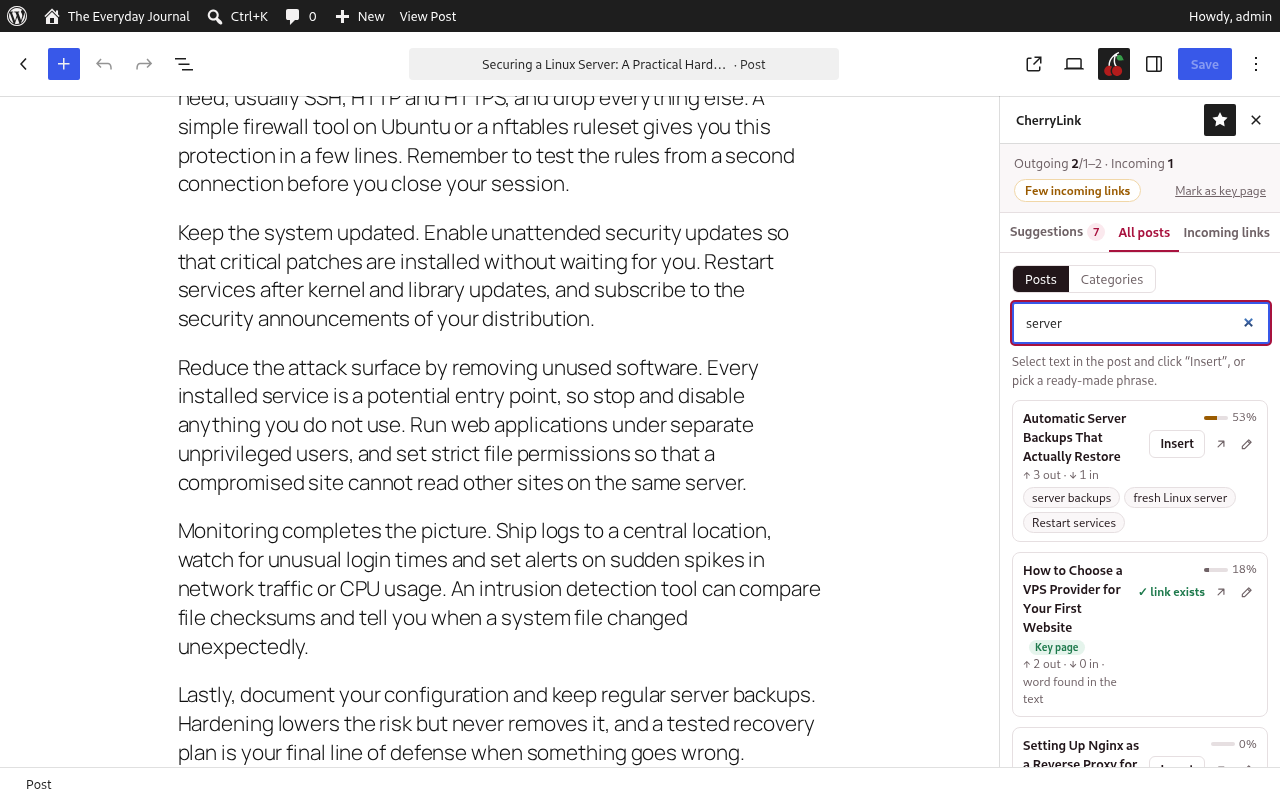 The Everyday Journal Ctrl+K 0 New View Post Howdy, admin
Securing a Linux Server: A Practical Hard… · Post Save
need, usually SSH, HTTP and HTTPS, and drop everything else. A
simple firewall tool on Ubuntu or a nftables ruleset gives you this
protection in a few lines. Remember to test the rules from a second
connection before you close your session.
Keep the system updated. Enable unattended security updates so
that critical patches are installed without waiting for you. Restart
services after kernel and library updates, and subscribe to the
security announcements of your distribution.
Reduce the attack surface by removing unused software. Every
installed service is a potential entry point, so stop and disable
anything you do not use. Run web applications under separate
unprivileged users, and set strict file permissions so that a
compromised site cannot read other sites on the same server.
Monitoring completes the picture. Ship logs to a central location,
watch for unusual login times and set alerts on sudden spikes in
network traffic or CPU usage. An intrusion detection tool can compare
file checksums and tell you when a system file changed
unexpectedly.
Lastly, document your configuration and keep regular server backups.
Hardening lowers the risk but never removes it, and a tested recovery
plan is your final line of defense when something goes wrong.
CherryLink
Outgoing 2/1–2 · Incoming 1
Few incoming links Mark as key page
Suggestions 7 All posts Incoming links
Posts Categories
server
Select text in the post and click “Insert”, or
pick a ready-made phrase.
Automatic Server
Backups That
Actually Restore
53%
Insert
↑ 3 out · ↓ 1 in
server backups fresh Linux server
Restart services
How to Choose a
VPS Provider for
Your First
Website
18%
✓ link exists
Key page
↑ 2 out · ↓ 0 in ·
word found in the
text
Setting Up Nginx as
a Reverse Proxy for
0%
Insert
Post